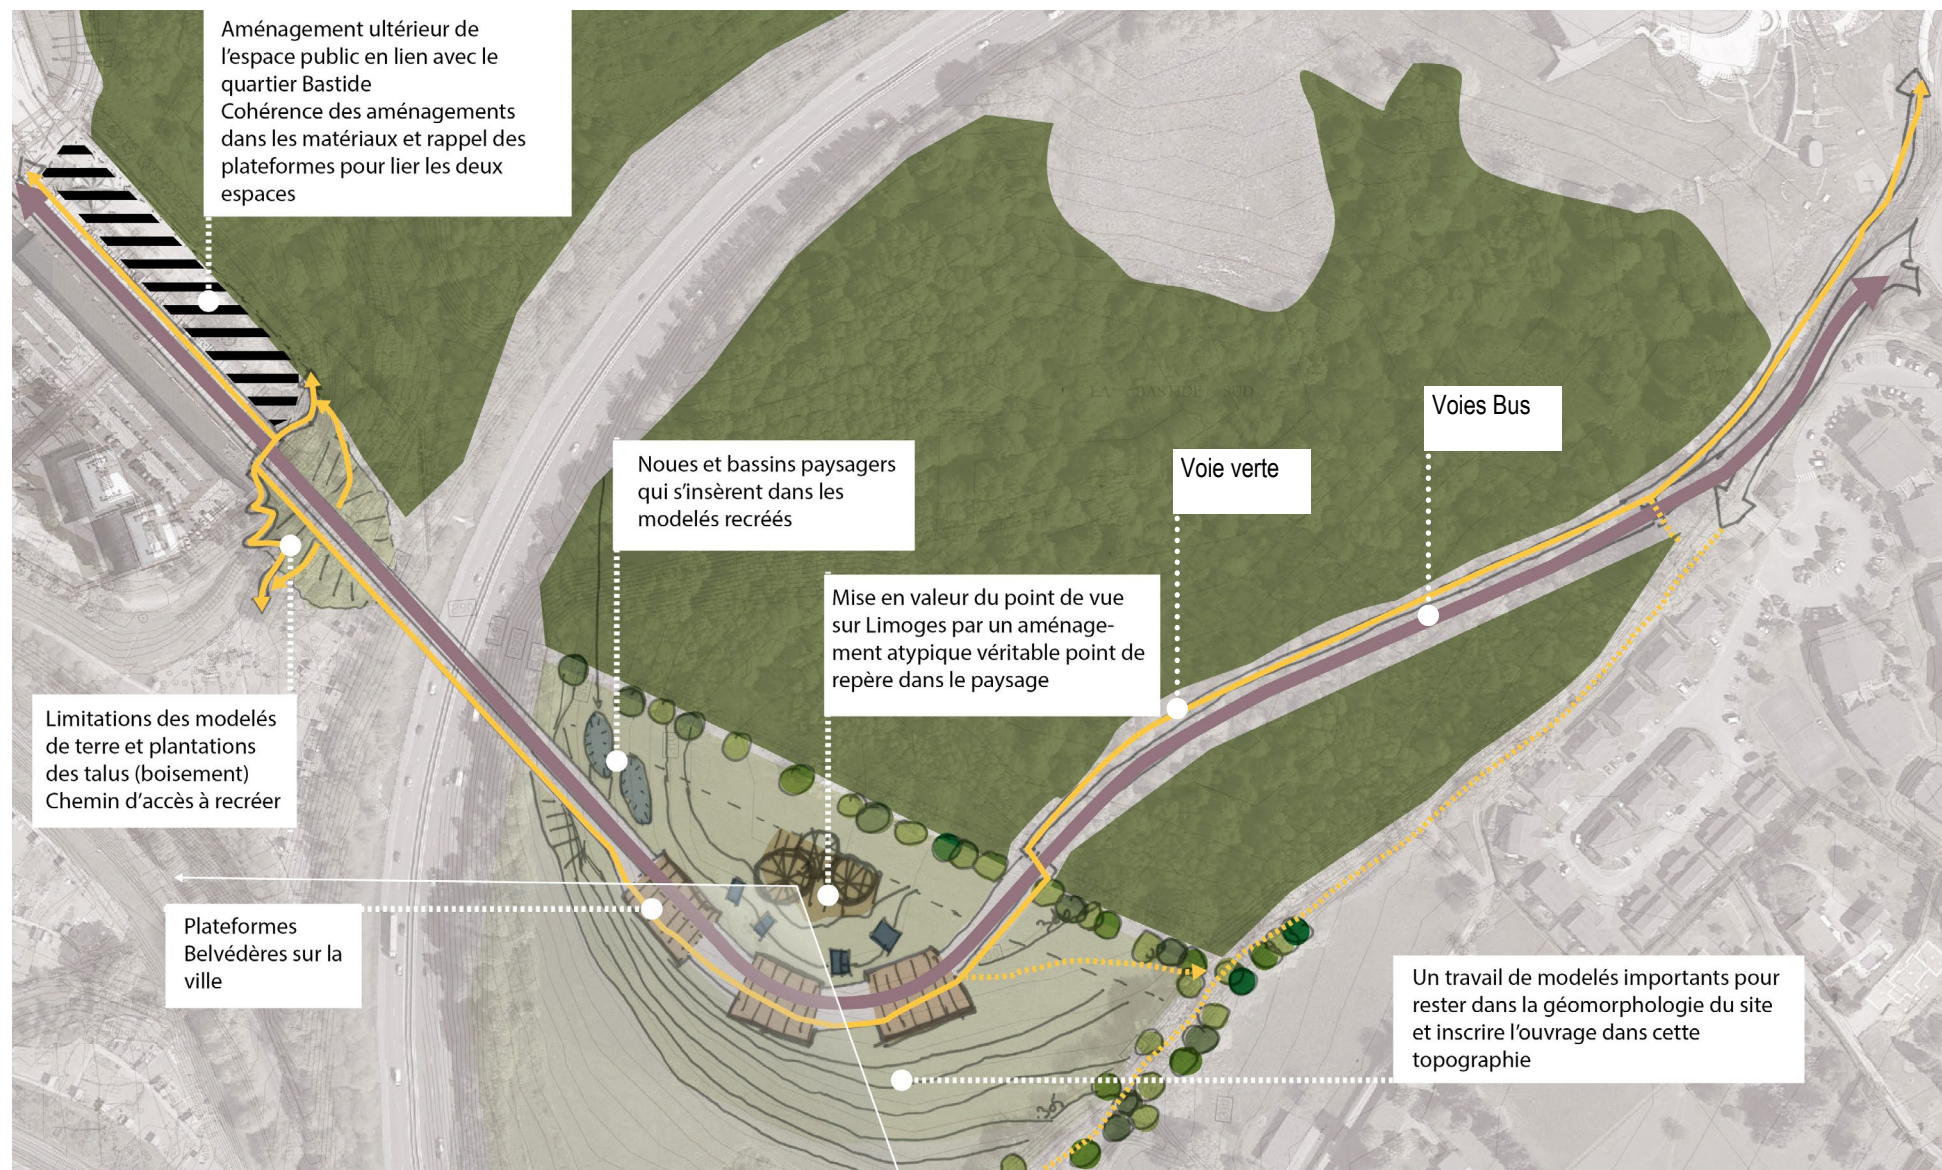 Aménagement ultérieur de
l'espace public en lien avec le
quartier Bastide
Cohérence des aménagements
dans les matériaux et rappel des
plateformes pour lier les deux
espaces
LA BASTIDE SUD
Voies Bus
Voie verte
Noues et bassins paysagers
qui s'insèrent dans les
modelés recréés
Mise en valeur du point de vue
sur Limoges par un aménage-
ment atypique véritable point de
repère dans le paysage
Limitations des modelés
de terre et plantations
des talus (boisement)
Chemin d'accès à recréer
Plateformes
Belvédères sur la
ville
Un travail de modelés importants pour
rester dans la géomorphologie du site
et inscrire l'ouvrage dans cette
topographie